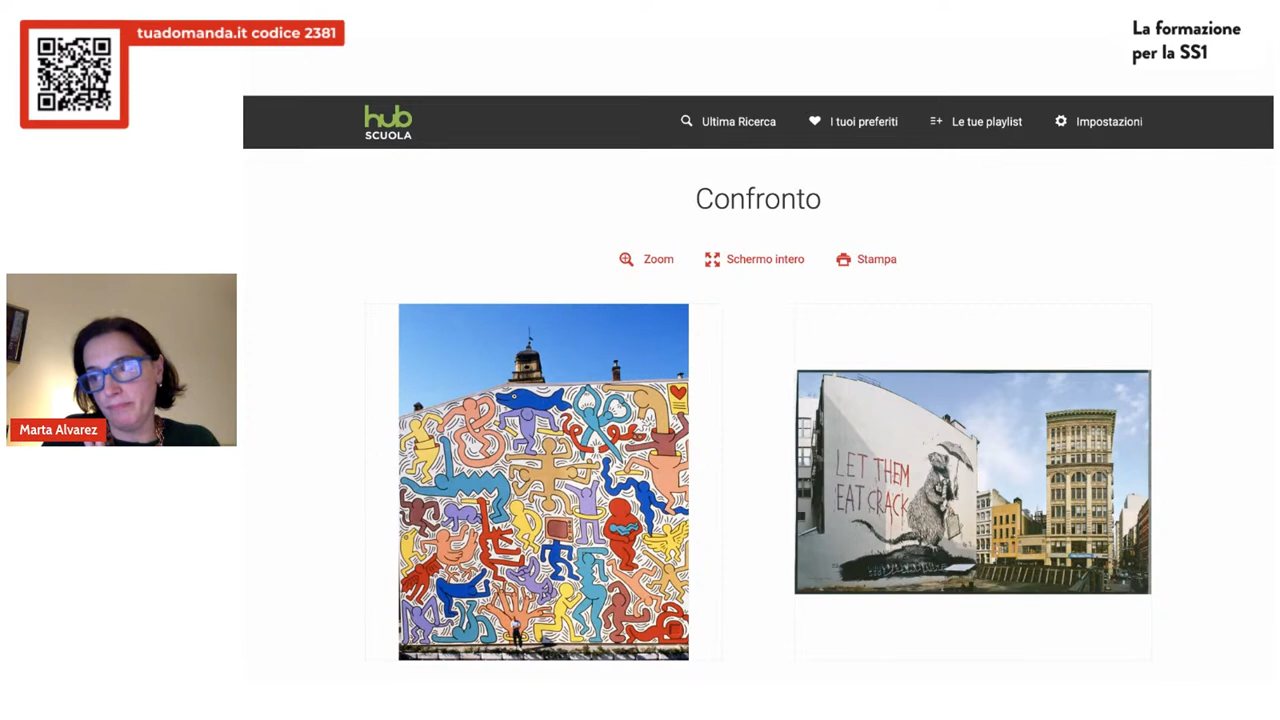 tuadomanda.it codice 2381
La formazione
per la SS1
hub
SCUOLA
Ultima Ricerca
I tuoi preferiti
Le tue playlist
Impostazioni
Confronto
Zoom
Schermo intero
Stampa
Marta Alvarez
LET THEM
EAT CRACK